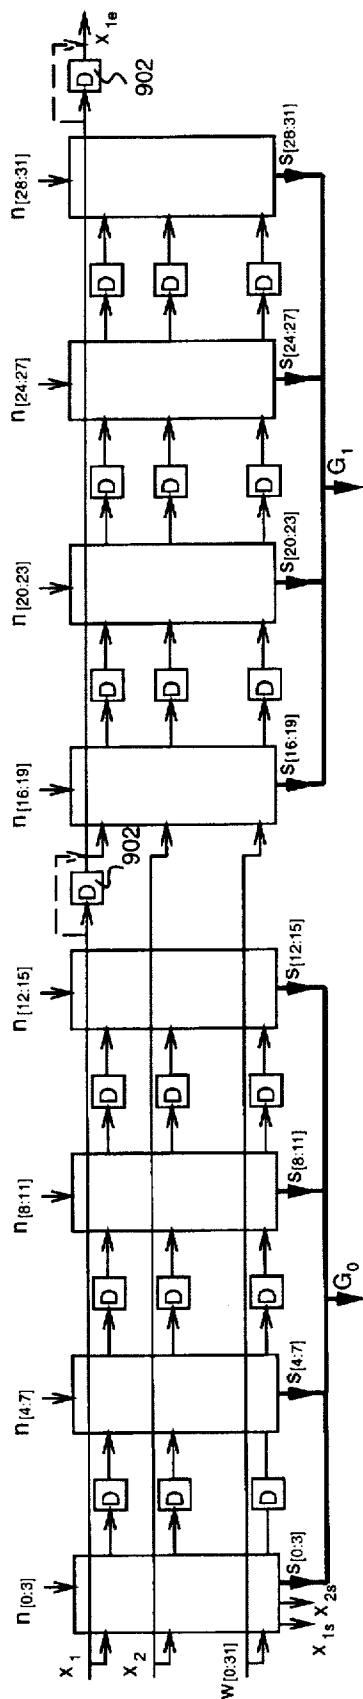 n[0:3] n[4:7] n[8:11] n[12:15] n[16:19] n[20:23] n[24:27] n[28:31]
D 902 D 902 X1e
X1 D D D D D D
X2 D D D D D D
W[0:31] D D D D D D
S[0:3] S[4:7] S[8:11] S[12:15] S[16:19] S[20:23] S[24:27] S[28:31]
X1s X2s
G0 G1